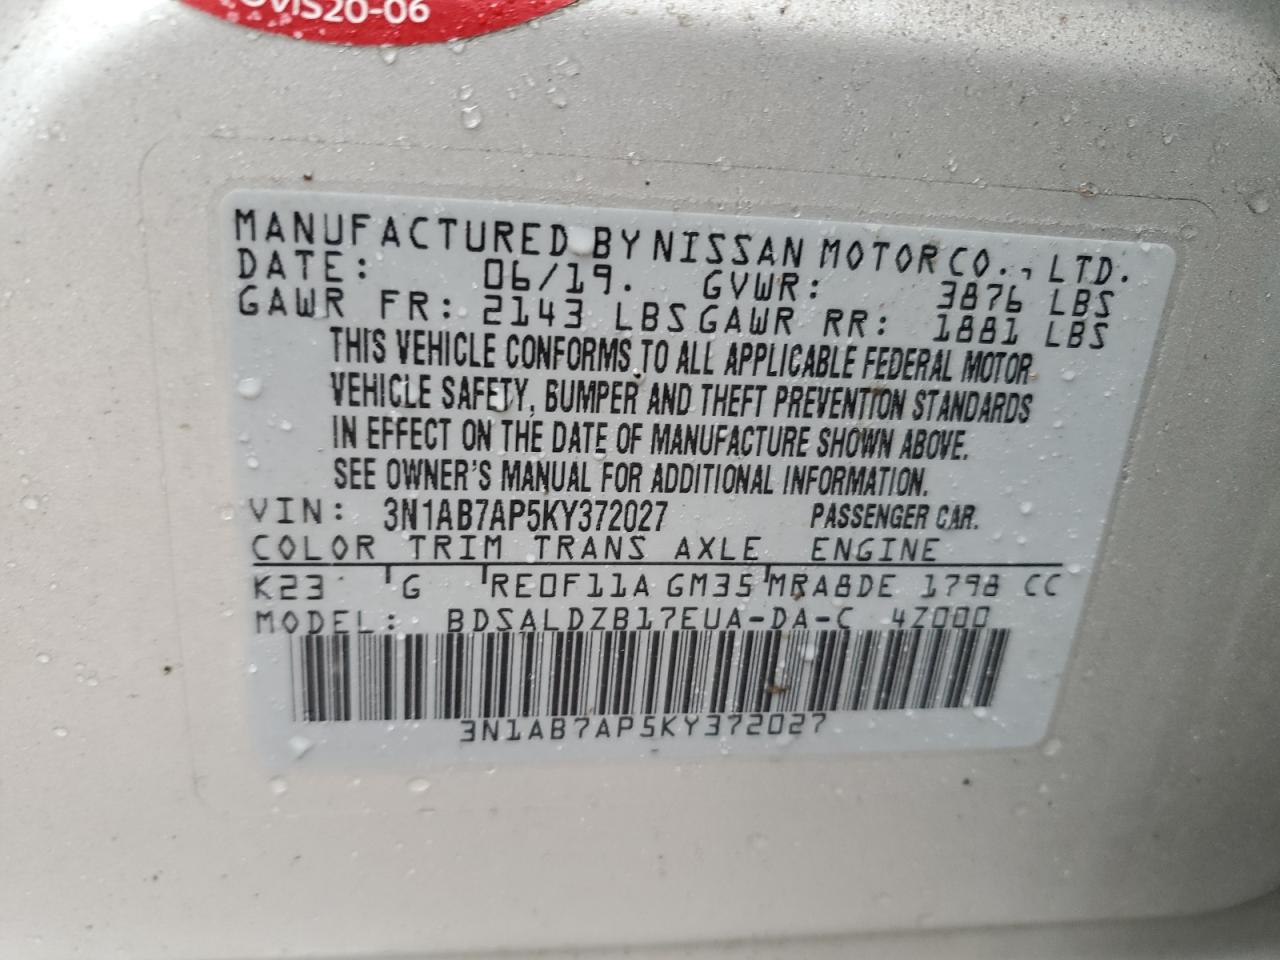 OVIS20-06
MANUFACTURED BY NISSAN MOTOR CO., LTD.
DATE: 06/19. GVWR: 3876 LBS
GAWR FR: 2143 LBS GAWR RR: 1881 LBS
THIS VEHICLE CONFORMS TO ALL APPLICABLE FEDERAL MOTOR
VEHICLE SAFETY, BUMPER AND THEFT PREVENTION STANDARDS
IN EFFECT ON THE DATE OF MANUFACTURE SHOWN ABOVE.
SEE OWNER'S MANUAL FOR ADDITIONAL INFORMATION.
VIN: 3N1AB7AP5KY372027 PASSENGER CAR.
COLOR TRIM TRANS AXLE ENGINE
K23 G RE0F11A GM35 MRA8DE 1798 CC
MODEL: BDSALDZB17EUA-DA-C 4Z000
3N1AB7AP5KY372027